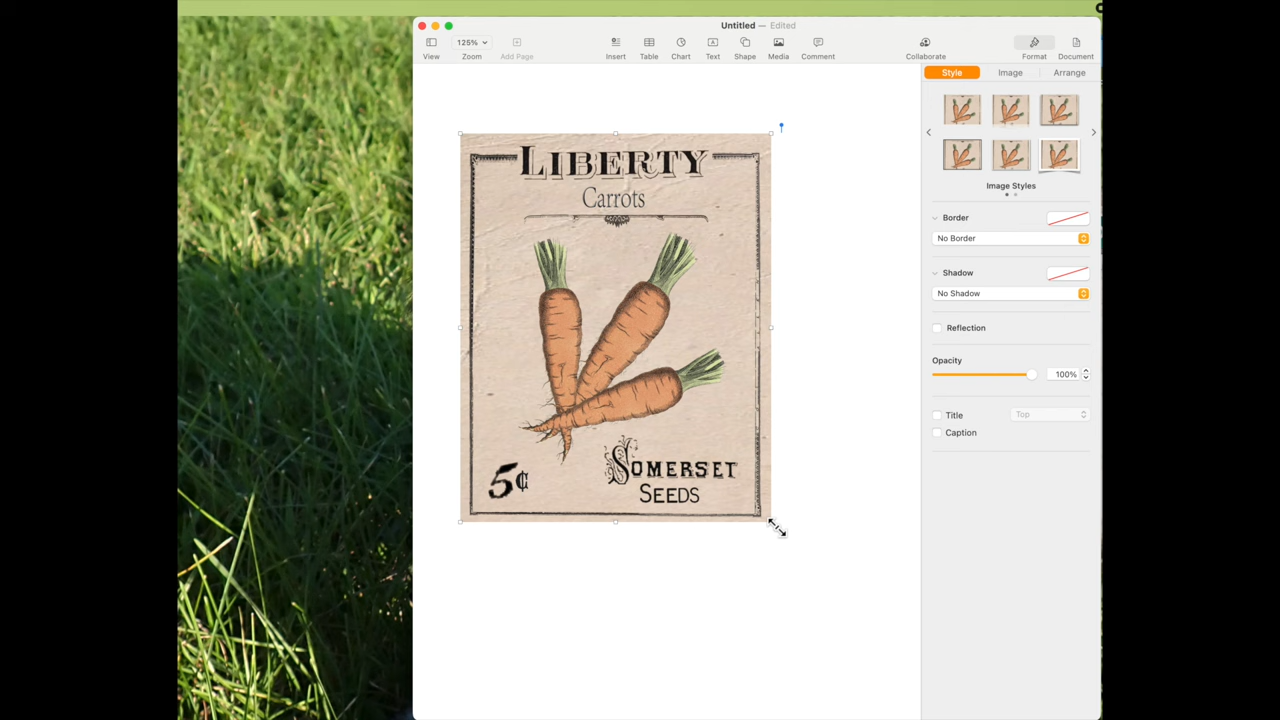 Untitled — Edited
125%
View Zoom Add Page Insert Table Chart Text Shape Media Comment Collaborate Format Document
Style Image Arrange
Image Styles
Border
No Border
Shadow
No Shadow
Reflection
Opacity
100%
Title Top
Caption
LIBERTY
Carrots
5¢
SOMERSET
SEEDS